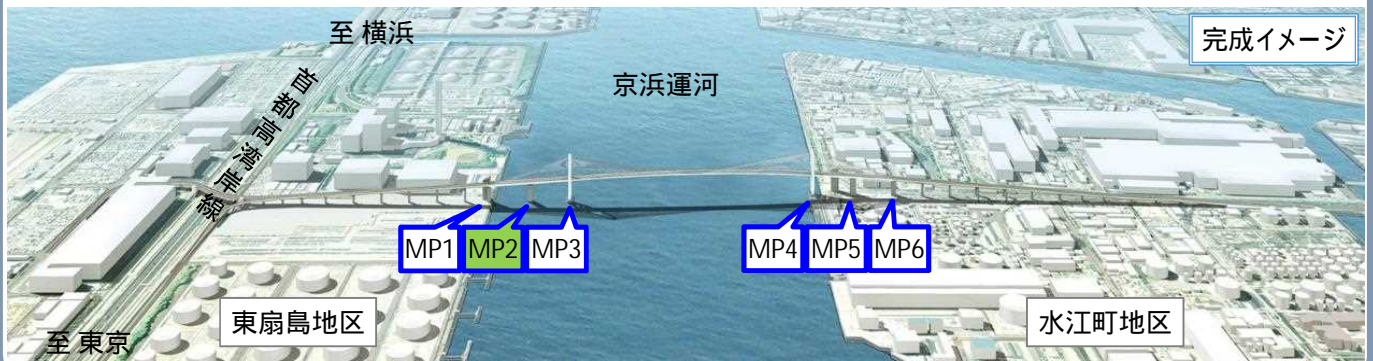 至 横浜
完成イメージ
首都高湾岸線
京浜運河
MP1
MP2
MP3
MP4
MP5
MP6
東扇島地区
水江町地区
至 東京